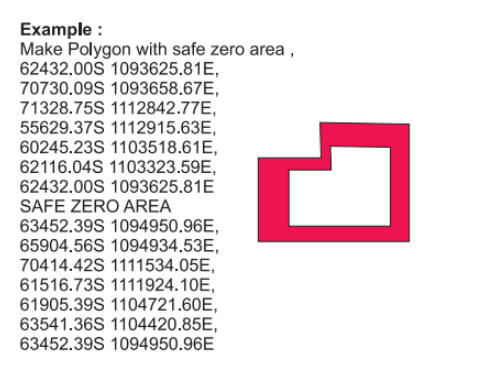 Example :
Make Polygon with safe zero area ,
62432.00S 1093625.81E,
70730.09S 1093658.67E,
71328.75S 1112842.77E,
55629.37S 1112915.63E,
60245.23S 1103518.61E,
62116.04S 1103323.59E,
62432.00S 1093625.81E
SAFE ZERO AREA
63452.39S 1094950.96E,
65904.56S 1094934.53E,
70414.42S 1111534.05E,
61516.73S 1111924.10E,
61905.39S 1104721.60E,
63541.36S 1104420.85E,
63452.39S 1094950.96E